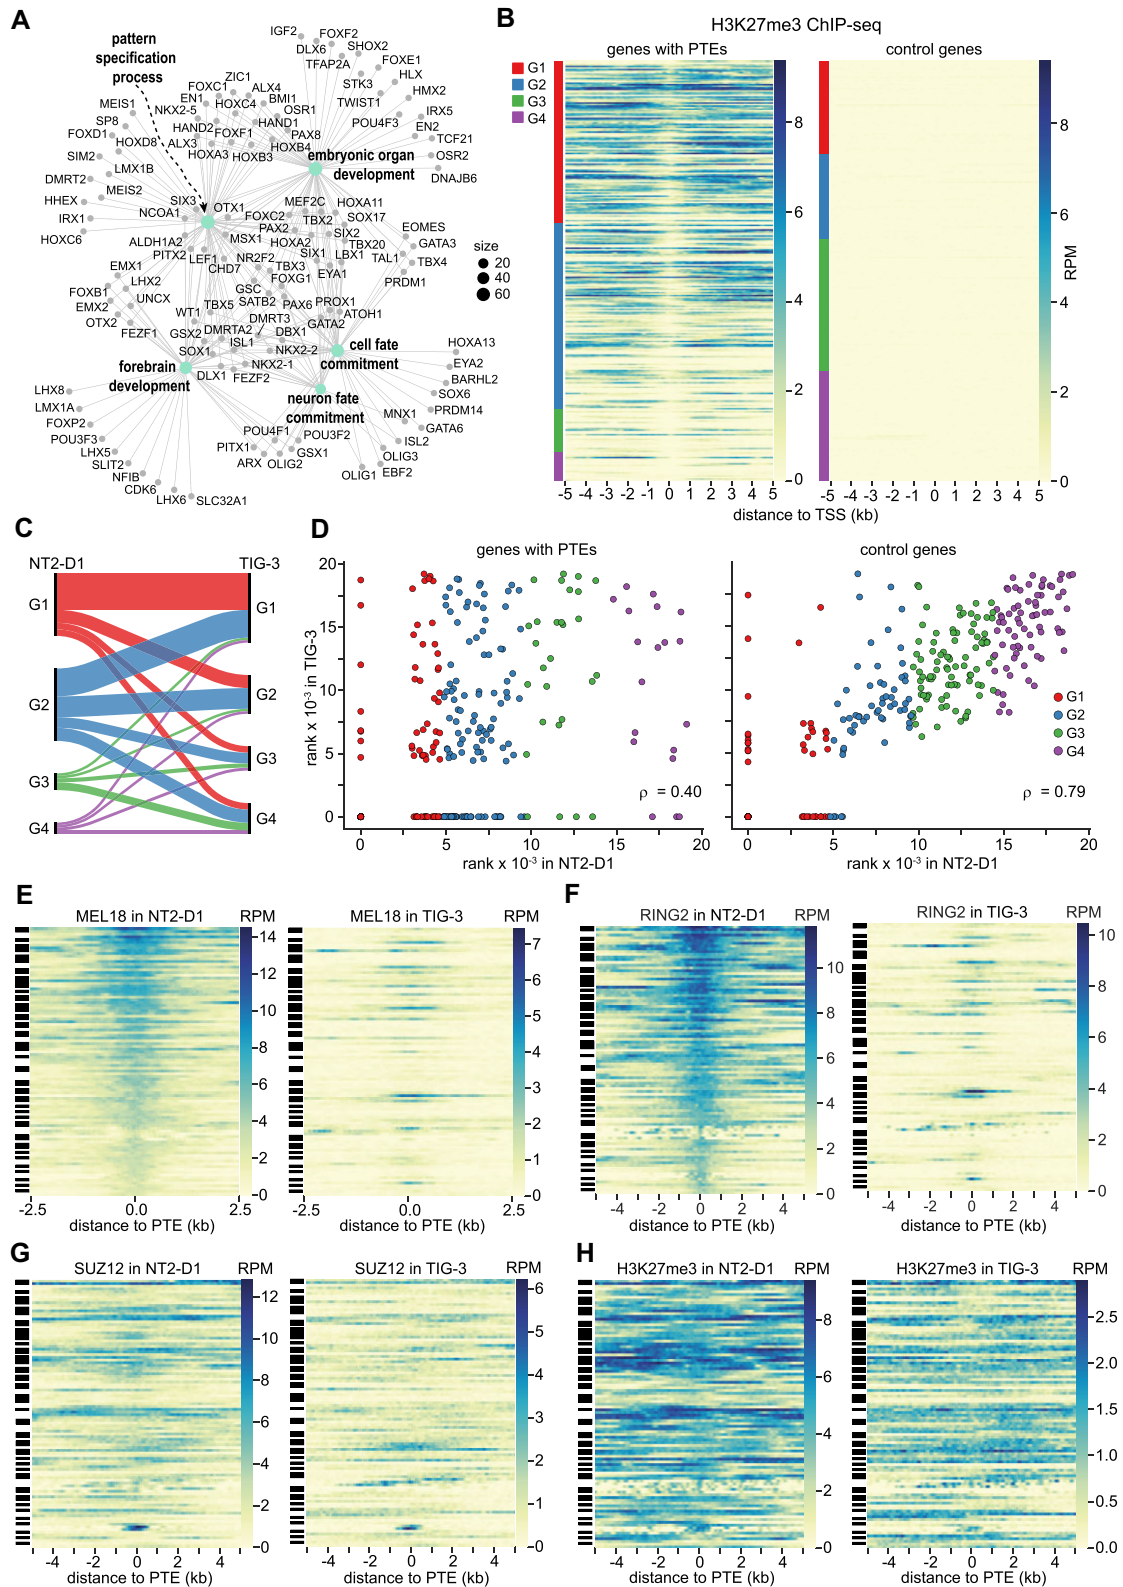 A
pattern
specification
process
IGF2
FOXF2
DLX6
SHOX2
TFAP2A
FOXE1
STK3
HLX
TWIST1
HMX2
POU4F3
IRX5
EN2
TCF21
OSR2
DNAJB6
ZIC1
FOXC1
ALX4
EN1
BMI1
NKX2-5
HOXC4
OSR1
HAND2
FOXF1
HAND1
PAX8
ALX3
HOXB4
HOXA3
HOXB3
MEIS1
SP8
FOXD1
HOXD8
SIM2
LMX1B
DMRT2
MEIS2
HHEX
SIX3
NCOA1
IRX1
HOXC6
embryonic organ
development
OTX1
FOXC2
MEF2C
HOXA11
TBX2
SOX17
PAX2
SIX2
MSX1
HOXA2
TBX20
EOMES
GATA3
TAL1
TBX4
PRDM1
ALDH1A2
PITX2
LEF1
NR2F2
SIX1
LBX1
CHD7
TBX3
EYA1
FOXG1
EMX1
LHX2
FOXB1
UNCX
EMX2
OTX2
FEZF1
GSC
SATB2
PAX6
PROX1
TBX5
WT1
DMRT3
ATOH1
GATA2
GSX2
DMRTA2
DBX1
ISL1
SOX1
NKX2-2
NKX2-1
DLX1
FEZF2
cell fate
commitment
forebrain
development
neuron fate
commitment
HOXA13
EYA2
BARHL2
SOX6
PRDM14
MNX1
GATA6
ISL2
OLIG3
EBF2
OLIG1
LHX8
LMX1A
FOXP2
POU3F3
LHX5
SLIT2
NFIB
CDK6
LHX6
SLC32A1
POU4F1
POU3F2
PITX1
GSX1
ARX
OLIG2
size
20
40
60
B
H3K27me3 ChIP-seq
genes with PTEs
control genes
G1
G2
G3
G4
8
6
4
2
0
-5 -4 -3 -2 -1 0 1 2 3 4 5
8
6
RPM
4
2
0
-5 -4 -3 -2 -1 0 1 2 3 4 5
distance to TSS (kb)
C
NT2-D1
TIG-3
G1
G2
G3
G4
G1
G2
G3
G4
D
genes with PTEs
control genes
20
15
10
5
0
rank x 10⁻³ in TIG-3
ρ = 0.40
0 5 10 15 20
rank x 10⁻³ in NT2-D1
G1
G2
G3
G4
ρ = 0.79
0 5 10 15 20
rank x 10⁻³ in NT2-D1
E
MEL18 in NT2-D1
RPM
14
12
10
8
6
4
2
0
-2.5 0.0 2.5
distance to PTE (kb)
MEL18 in TIG-3
RPM
7
6
5
4
3
2
1
0
-2.5 0.0 2.5
distance to PTE (kb)
F
RING2 in NT2-D1
RPM
10
8
6
4
2
0
-4 -2 0 2 4
distance to PTE (kb)
RING2 in TIG-3
RPM
10
8
6
4
2
0
-4 -2 0 2 4
distance to PTE (kb)
G
SUZ12 in NT2-D1
RPM
12
10
8
6
4
2
0
-4 -2 0 2 4
distance to PTE (kb)
SUZ12 in TIG-3
RPM
6
5
4
3
2
1
0
-4 -2 0 2 4
distance to PTE (kb)
H
H3K27me3 in NT2-D1
RPM
8
6
4
2
0
-4 -2 0 2 4
distance to PTE (kb)
H3K27me3 in TIG-3
RPM
2.5
2.0
1.5
1.0
0.5
0.0
-4 -2 0 2 4
distance to PTE (kb)